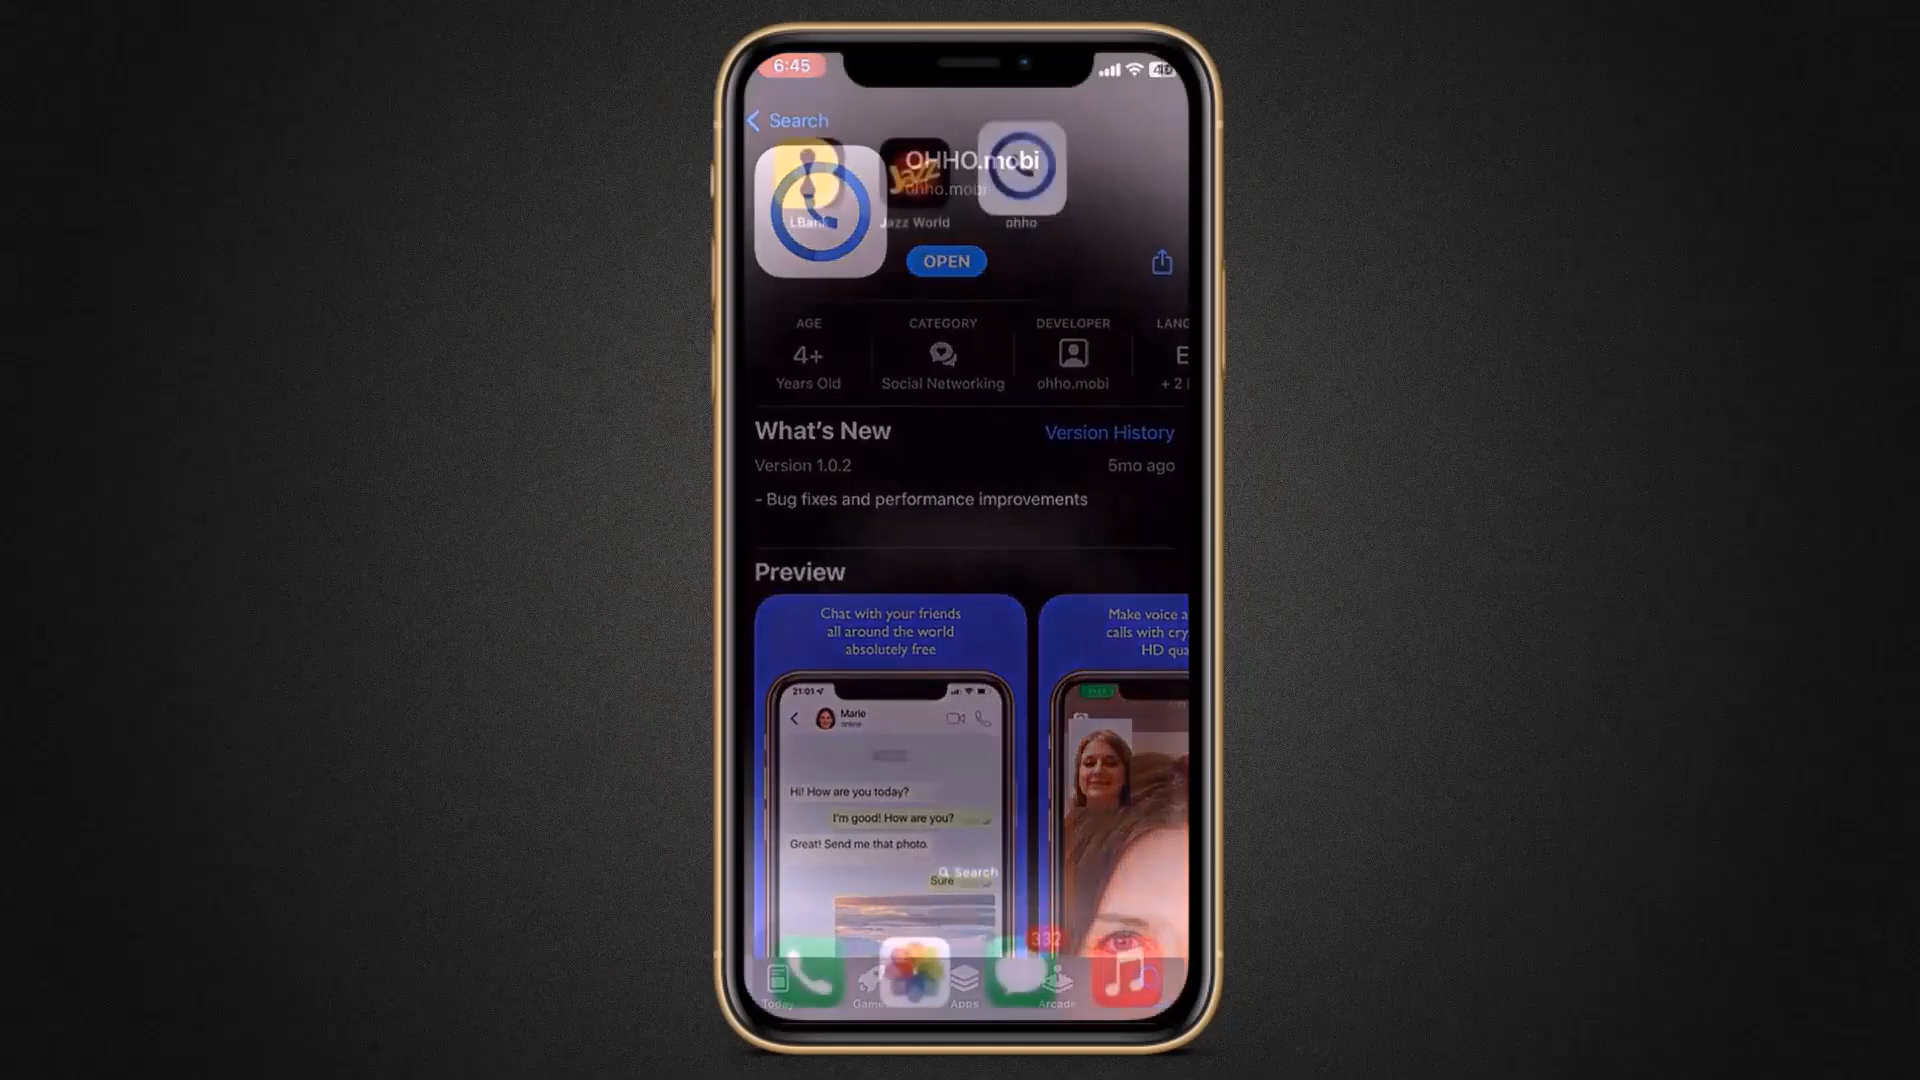 6:45
Search
OHHO.mobi
ohho.mobi
LBank
Jazz
Jazz World
ohho
OPEN
AGE
CATEGORY
DEVELOPER
LANG
4+
E
Years Old
Social Networking
ohho.mobi
+ 2
What's New
Version History
Version 1.0.2
5mo ago
- Bug fixes and performance improvements
Preview
Chat with your friends
all around the world
absolutely free
Make voice a
calls with cry
HD qua
21:01
Marie
online
Hi! How are you today?
I'm good! How are you?
Great! Send me that photo.
Search
Sure
332
Today
Game
Apps
Arcade